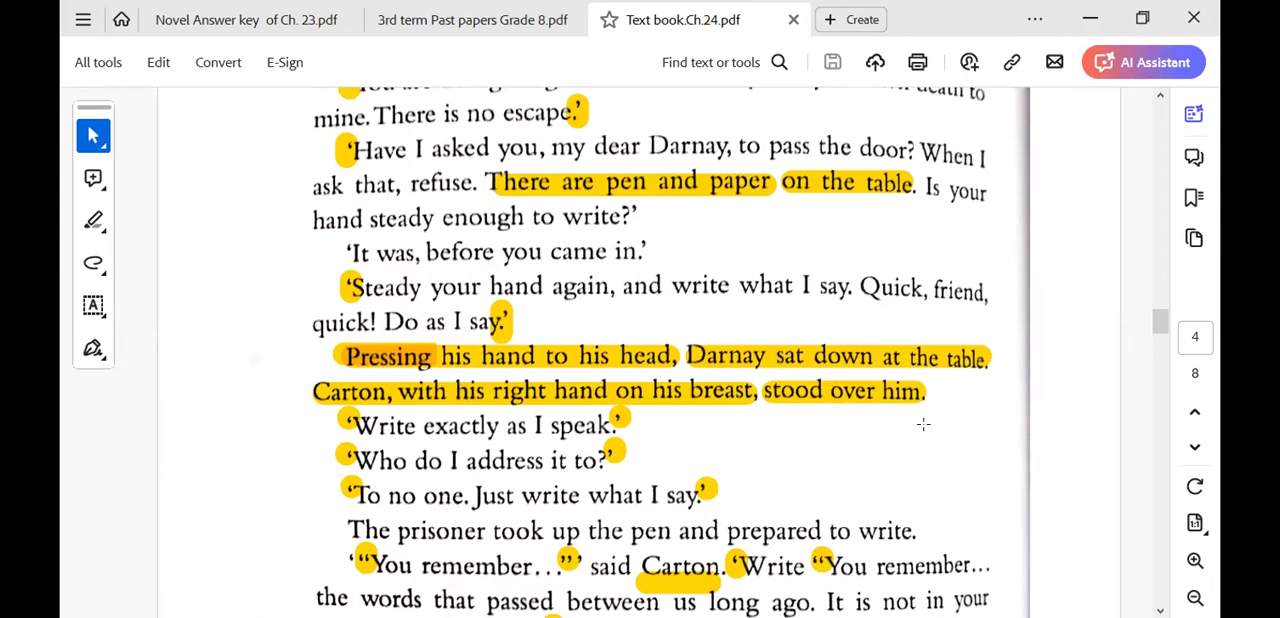 Novel Answer key of Ch. 23.pdf
3rd term Past papers Grade 8.pdf
Text book.Ch.24.pdf
Create
All tools
Edit
Convert
E-Sign
Find text or tools
AI Assistant
death to
mine. There is no escape.’
‘Have I asked you, my dear Darnay, to pass the door? When I
ask that, refuse. There are pen and paper on the table. Is your
hand steady enough to write?’
‘It was, before you came in.’
‘Steady your hand again, and write what I say. Quick, friend,
quick! Do as I say.’
Pressing his hand to his head, Darnay sat down at the table.
Carton, with his right hand on his breast, stood over him.
‘Write exactly as I speak.’
‘Who do I address it to?’
‘To no one. Just write what I say.’
The prisoner took up the pen and prepared to write.
‘“You remember…”’ said Carton. ‘Write “You remember…
the words that passed between us long ago. It is not in your
4
8